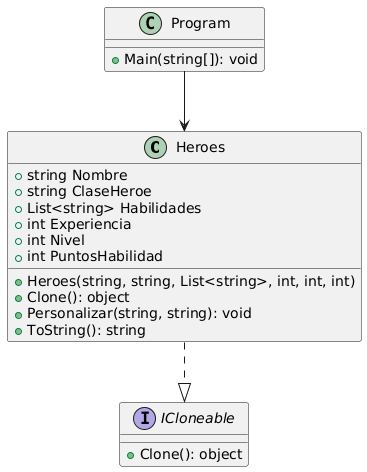 C Program
Main(string[]): void
C Heroes
string Nombre
string ClaseHeroe
List<string> Habilidades
int Experiencia
int Nivel
int PuntosHabilidad
Heroes(string, string, List<string>, int, int, int)
Clone(): object
Personalizar(string, string): void
ToString(): string
I ICloneable
Clone(): object